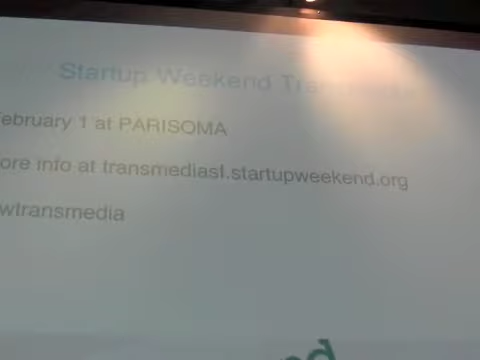 Startup Weekend
ebruary 1 at PARISOMA
ore info at transmediasf.startupweekend.org
wtransmedia